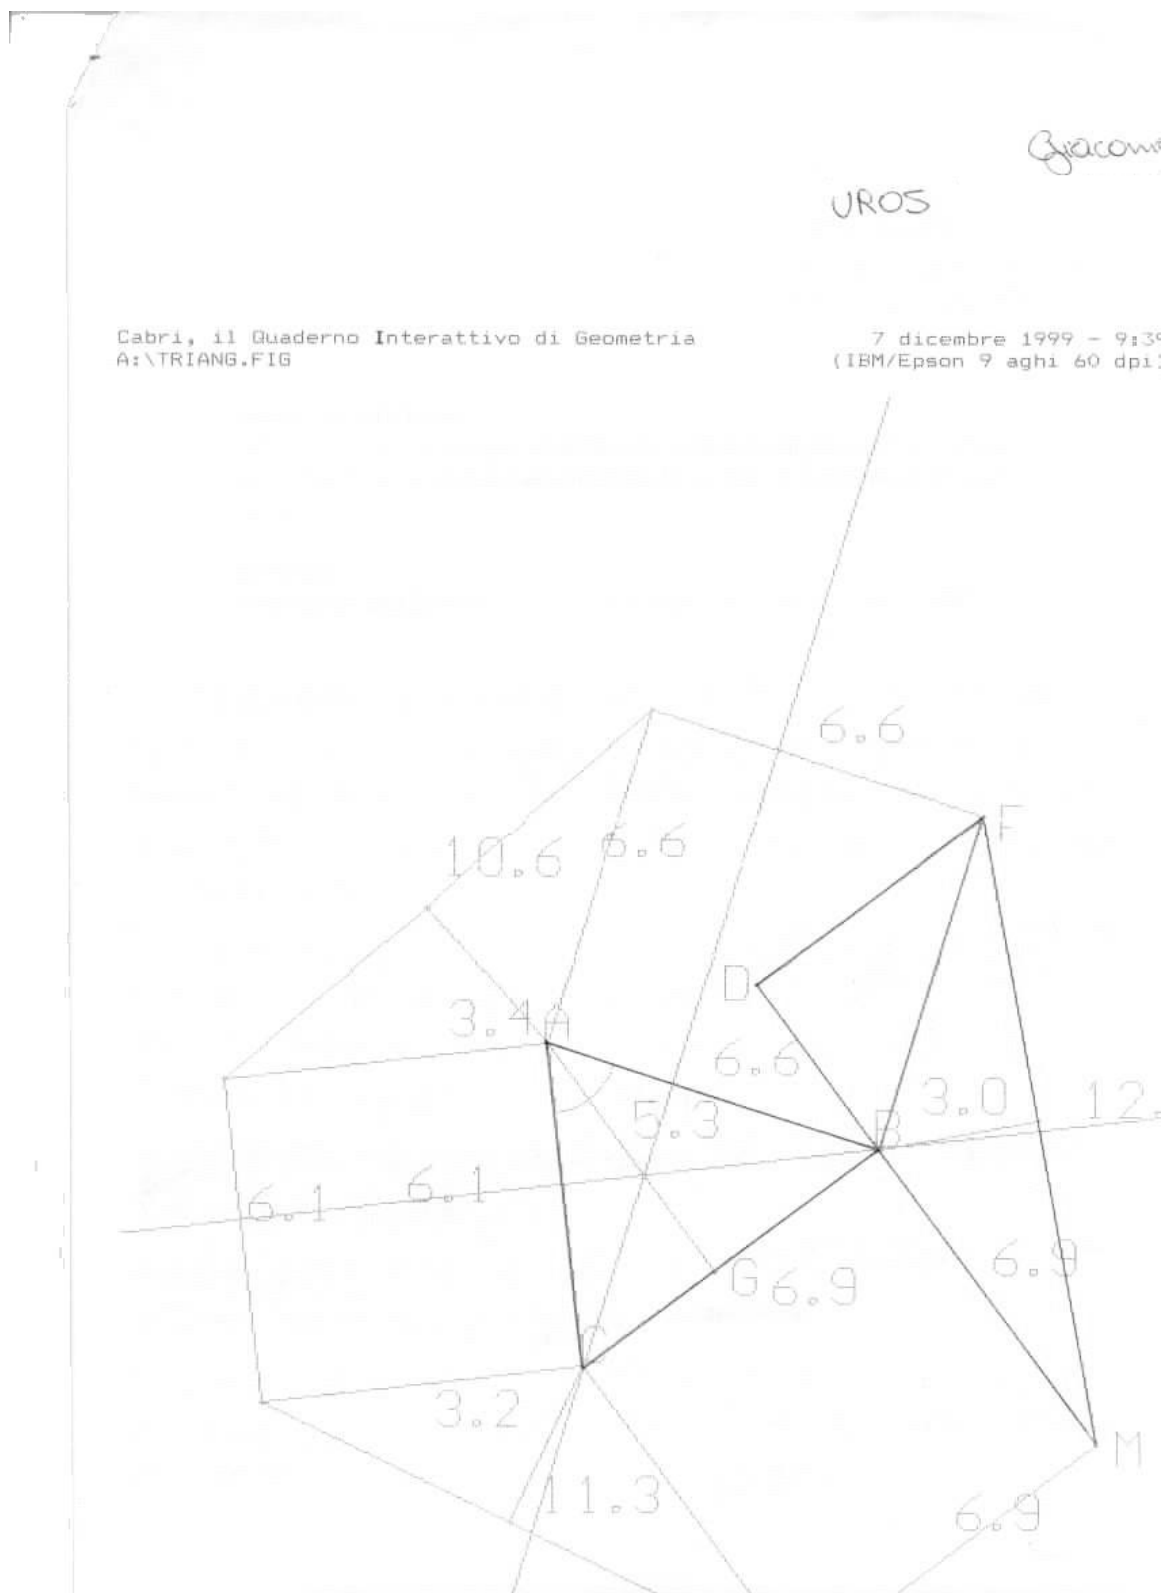 Giacom
UROS
Cabri, il Quaderno Interattivo di Geometria
7 dicembre 1999 - 9:39
A:\TRIANG.FIG
(IBM/Epson 9 aghi 60 dpi)
6.6
F
10.6
6.6
D
3.4
A
6.6
3.0
12.
5.3
B
6.1
6.1
6.9
G
6.9
C
3.2
M
11.3
6.9